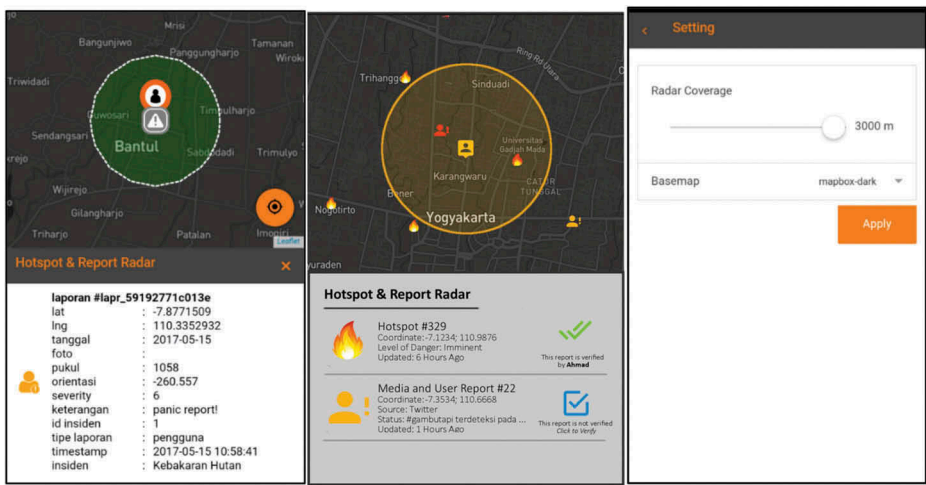 Mrisi
Bangunjiwo
Panggungharjo
Tamanan
Triwidadi
Guwosari
Timbulharjo
Sendangsari
Bantul
Sabdodadi
Trimulyo
Wijirejo
Gilangharjo
Triharjo
Patalan
Imogiri
Leaflet
Hotspot & Report Radar ×
laporan #lapr_59192771c013e
lat : -7.8771509
lng : 110.3352932
tanggal : 2017-05-15
foto :
pukul : 1058
orientasi : -260.557
severity : 6
keterangan : panic report!
id insiden : 1
tipe laporan : pengguna
timestamp : 2017-05-15 10:58:41
insiden : Kebakaran Hutan
Ring Rd Utara
Trihanggo
Sinduadi
Universitas
Gadjah Mada
Karangwaru
CATUR
TUNGGAL
Bener
Nogotirto
Yogyakarta
yuraden
Hotspot & Report Radar
Hotspot #329
Coordinate:-7.1234; 110.9876
Level of Danger: Imminent
Updated: 6 Hours Ago
This report is verified
by Ahmad
Media and User Report #22
Coordinate:-7.3534; 110.6668
Source: Twitter
Status: #gambutapi terdeteksi pada ...
Updated: 1 Hours Ago
This report is not verified
Click to Verify
< Setting
Radar Coverage
3000 m
Basemap
mapbox-dark
Apply